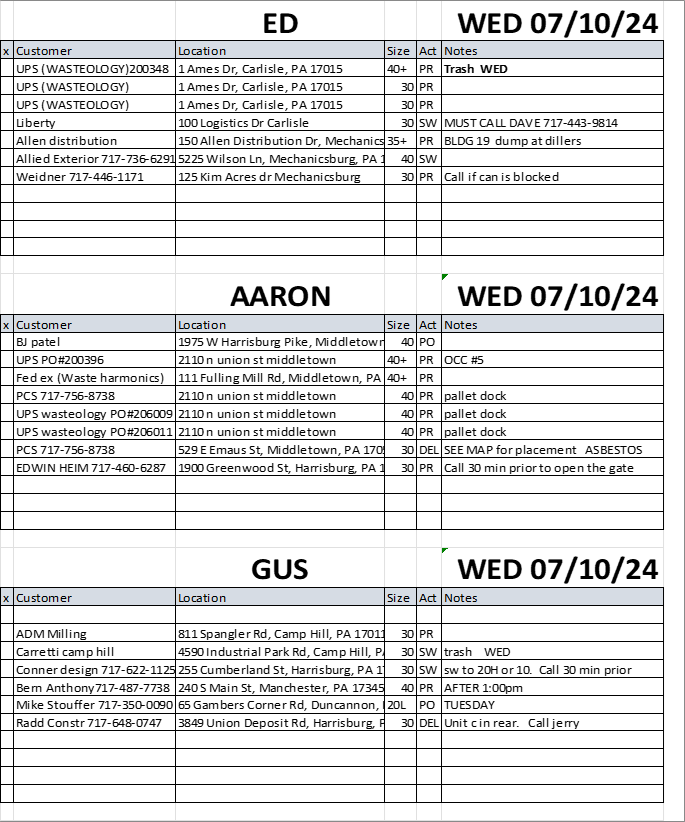 ED WED 07/10/24
x Customer Location Size Act Notes
UPS (WASTEOLOGY)200348 1 Ames Dr, Carlisle, PA 17015 40+ PR Trash WED
UPS (WASTEOLOGY) 1 Ames Dr, Carlisle, PA 17015 30 PR
UPS (WASTEOLOGY) 1 Ames Dr, Carlisle, PA 17015 30 PR
Liberty 100 Logistics Dr Carlisle 30 SW MUST CALL DAVE 717-443-9814
Allen distribution 150 Allen Distribution Dr, Mechanics 35+ PR BLDG 19 dump at dillers
Allied Exterior 717-736-6291 5225 Wilson Ln, Mechanicsburg, PA 1 40 SW
Weidner 717-446-1171 125 Kim Acres dr Mechanicsburg 30 PR Call if can is blocked
AARON WED 07/10/24
x Customer Location Size Act Notes
BJ patel 1975 W Harrisburg Pike, Middletown 40 PO
UPS PO#200396 2110 n union st middletown 40+ PR OCC #5
Fed ex (Waste harmonics) 111 Fulling Mill Rd, Middletown, PA 40+ PR
PCS 717-756-8738 2110 n union st middletown 40 PR pallet dock
UPS wasteology PO#206009 2110 n union st middletown 40 PR pallet dock
UPS wasteology PO#206011 2110 n union st middletown 40 PR pallet dock
PCS 717-756-8738 529 E Emaus St, Middletown, PA 170 30 DEL SEE MAP for placement ASBESTOS
EDWIN HEIM 717-460-6287 1900 Greenwood St, Harrisburg, PA 1 30 PR Call 30 min prior to open the gate
GUS WED 07/10/24
x Customer Location Size Act Notes
ADM Milling 811 Spangler Rd, Camp Hill, PA 17011 30 PR
Carretti camp hill 4590 Industrial Park Rd, Camp Hill, PA 30 SW trash WED
Conner design 717-622-1125 255 Cumberland St, Harrisburg, PA 17 30 SW sw to 20H or 10. Call 30 min prior
Bern Anthony717-487-7738 240 S Main St, Manchester, PA 17345 40 PR AFTER 1:00pm
Mike Stouffer 717-350-0090 65 Gambers Corner Rd, Duncannon, 20L PO TUESDAY
Radd Constr 717-648-0747 3849 Union Deposit Rd, Harrisburg, P 30 DEL Unit c in rear. Call jerry